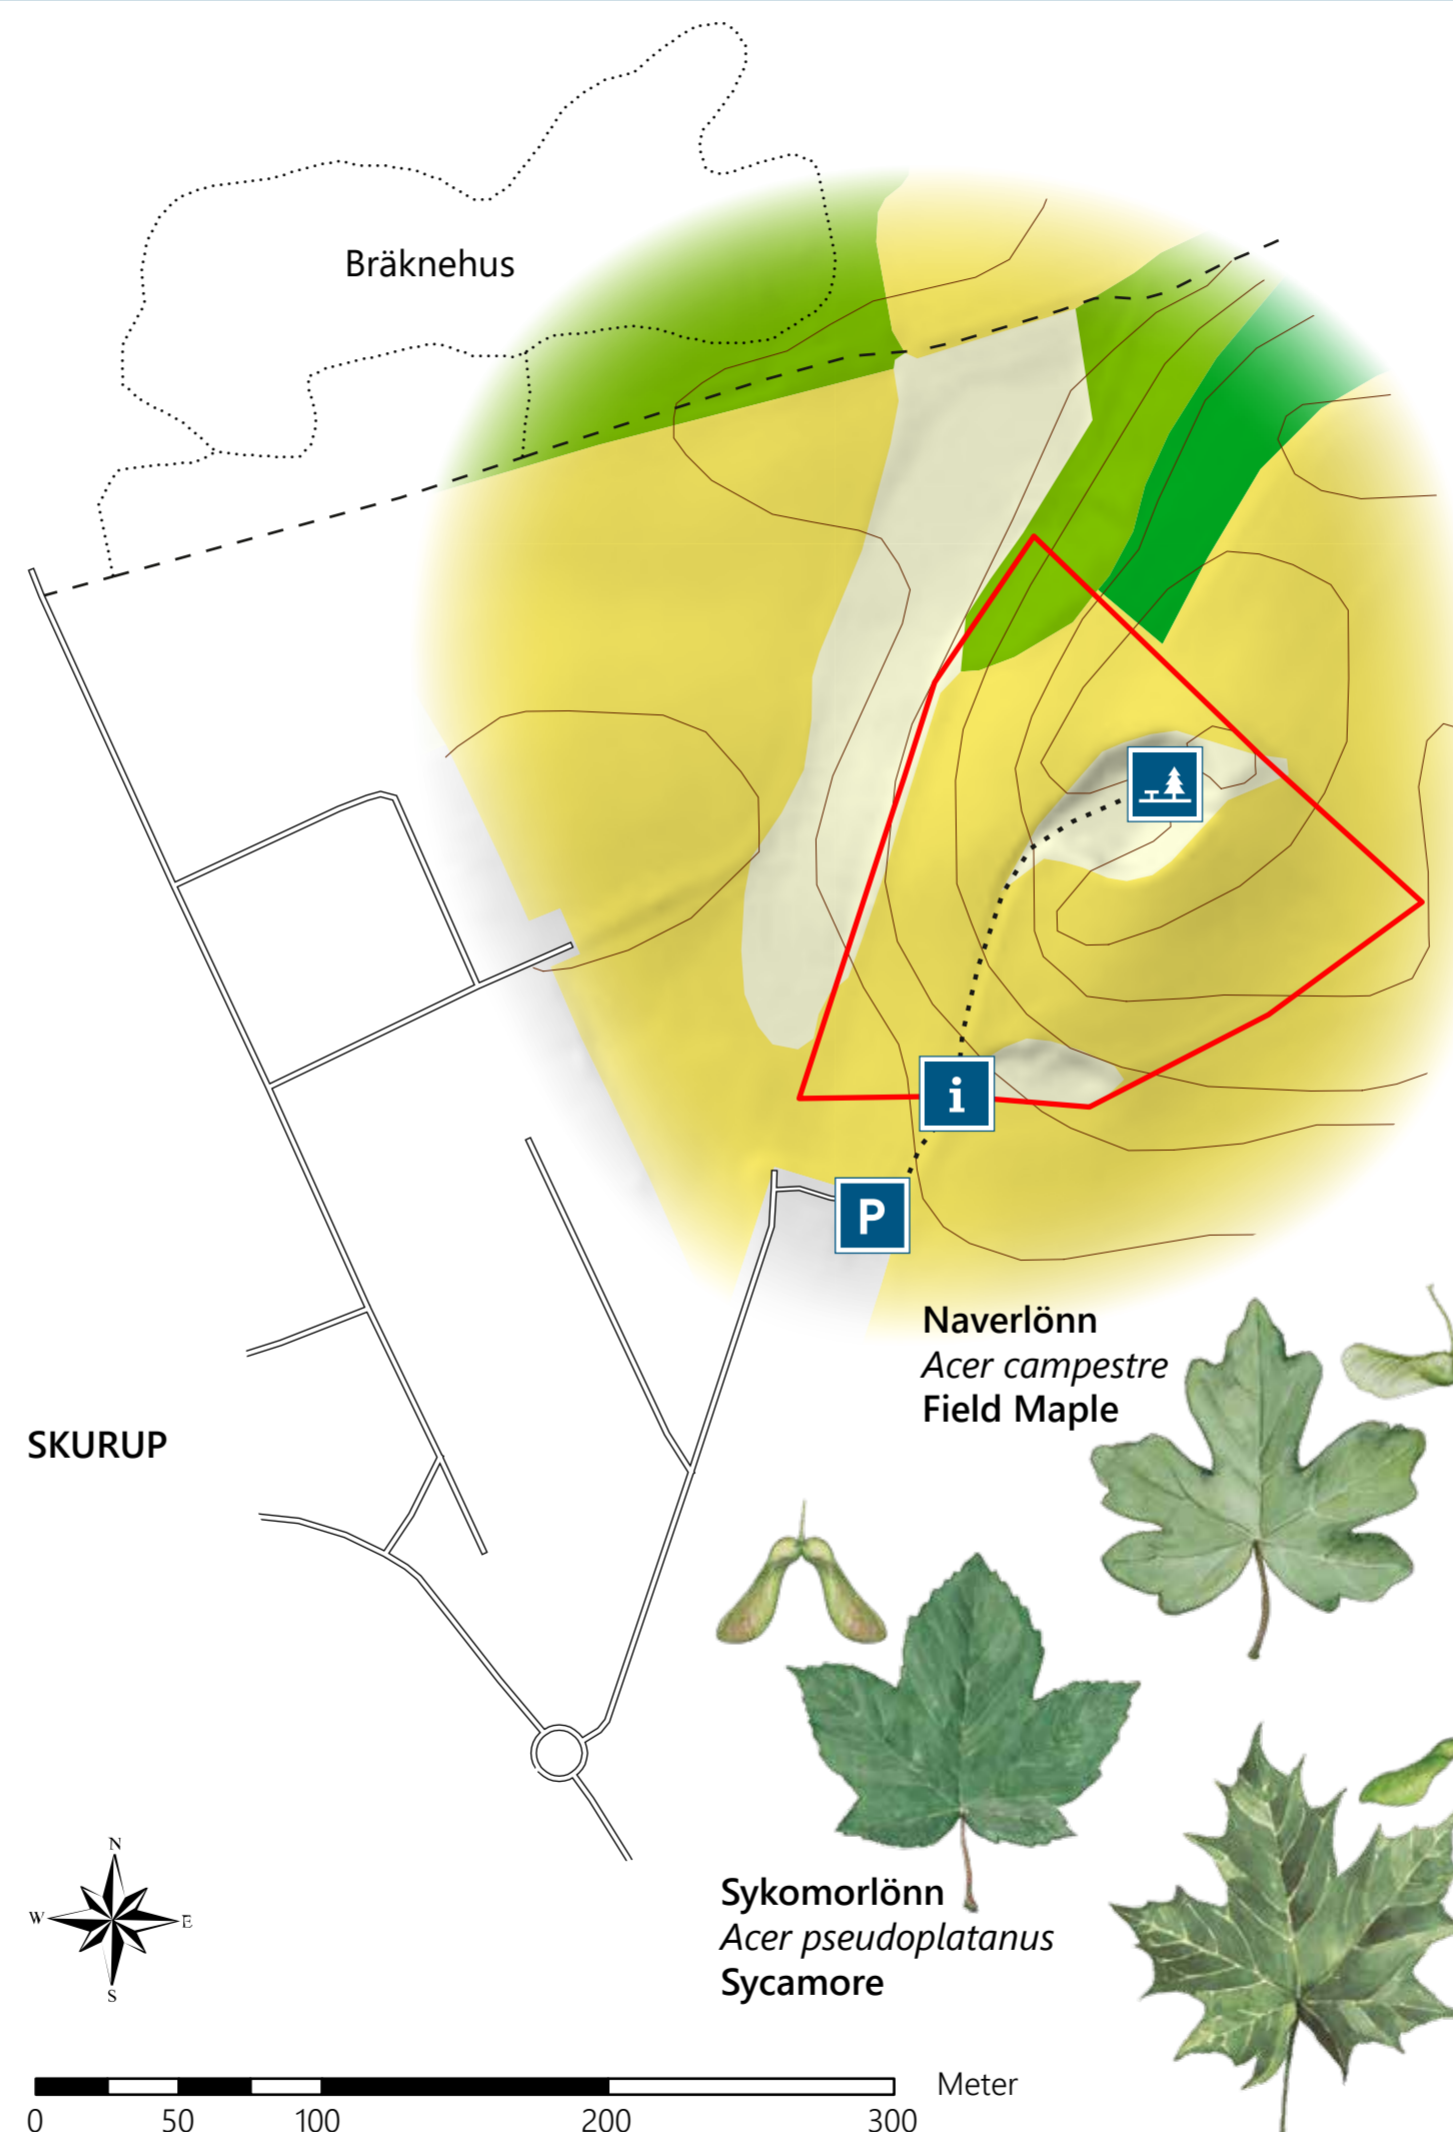 Bräknehus
i
P
Naverlönn
Acer campestre
Field Maple
SKURUP
Sykomorlönn
Acer pseudoplatanus
Sycamore
N
W
E
S
Meter
0
50
100
200
300